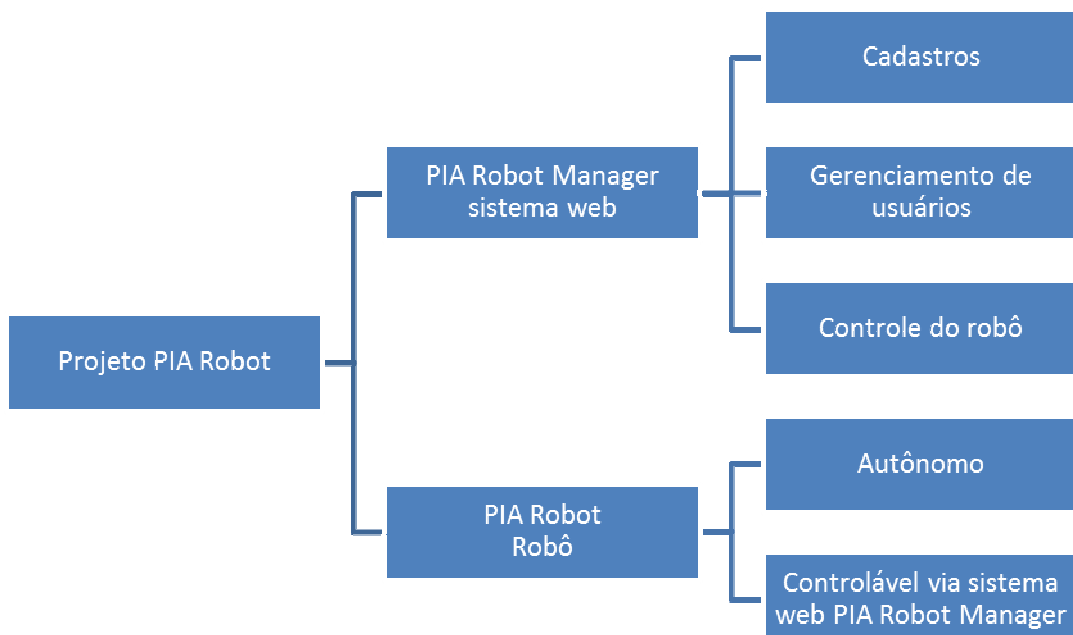 Cadastros
PIA Robot Manager
sistema web
Gerenciamento de
usuários
Controle do robô
Projeto PIA Robot
Autônomo
PIA Robot
Robô
Controlável via sistema
web PIA Robot Manager